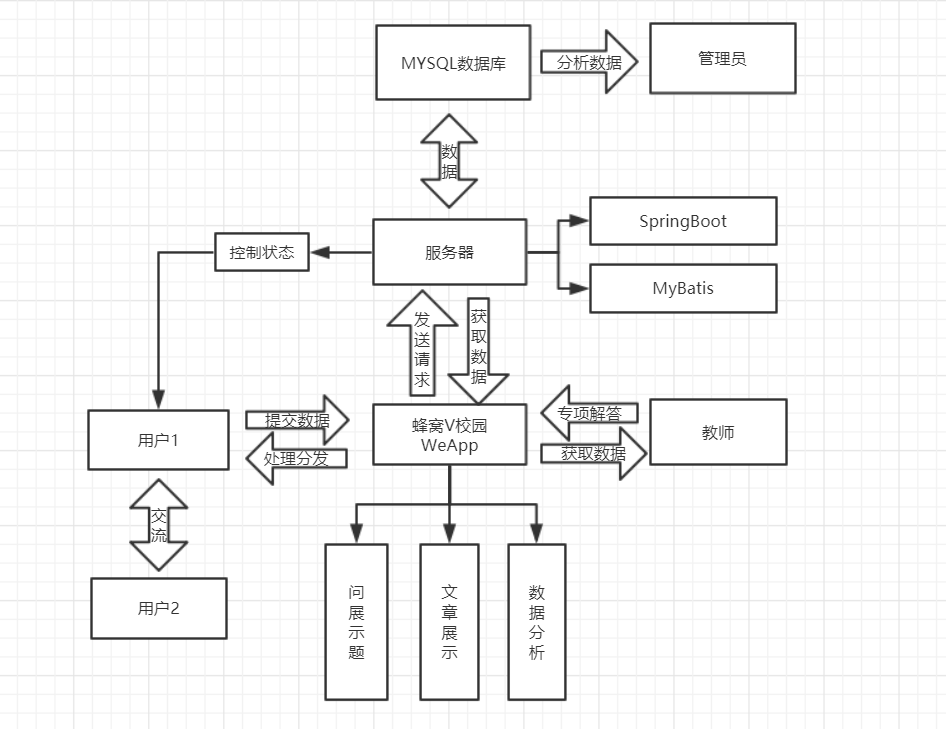 MYSQL数据库
分析数据
管理员
数据
SpringBoot
控制状态
服务器
MyBatis
发送请求
获取数据
用户1
提交数据
处理分发
蜂窝V校园
WeApp
专项解答
获取数据
教师
交流
用户2
问展示题
文章展示
数据分析